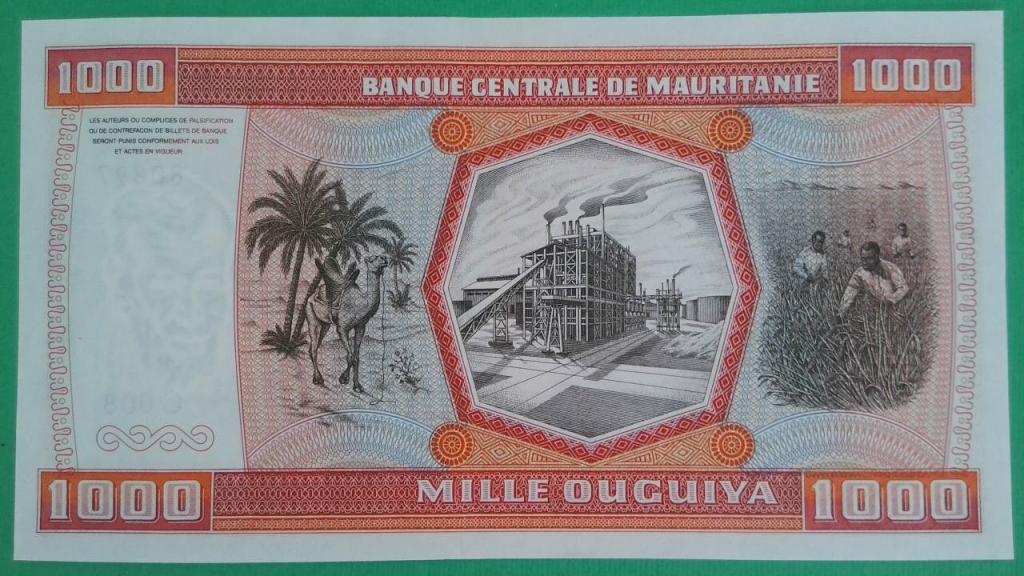 1000
BANQUE CENTRALE DE MAURITANIE
1000
LES AUTEURS OU COMPLICES DE FALSIFICATION
OU DE CONTREFACON DE BILLETS DE BANQUE
SERONT PUNIS CONFORMEMENT AUX LOIS
ET ACTES EN VIGUEUR
1000
MILLE OUGUIYA
1000